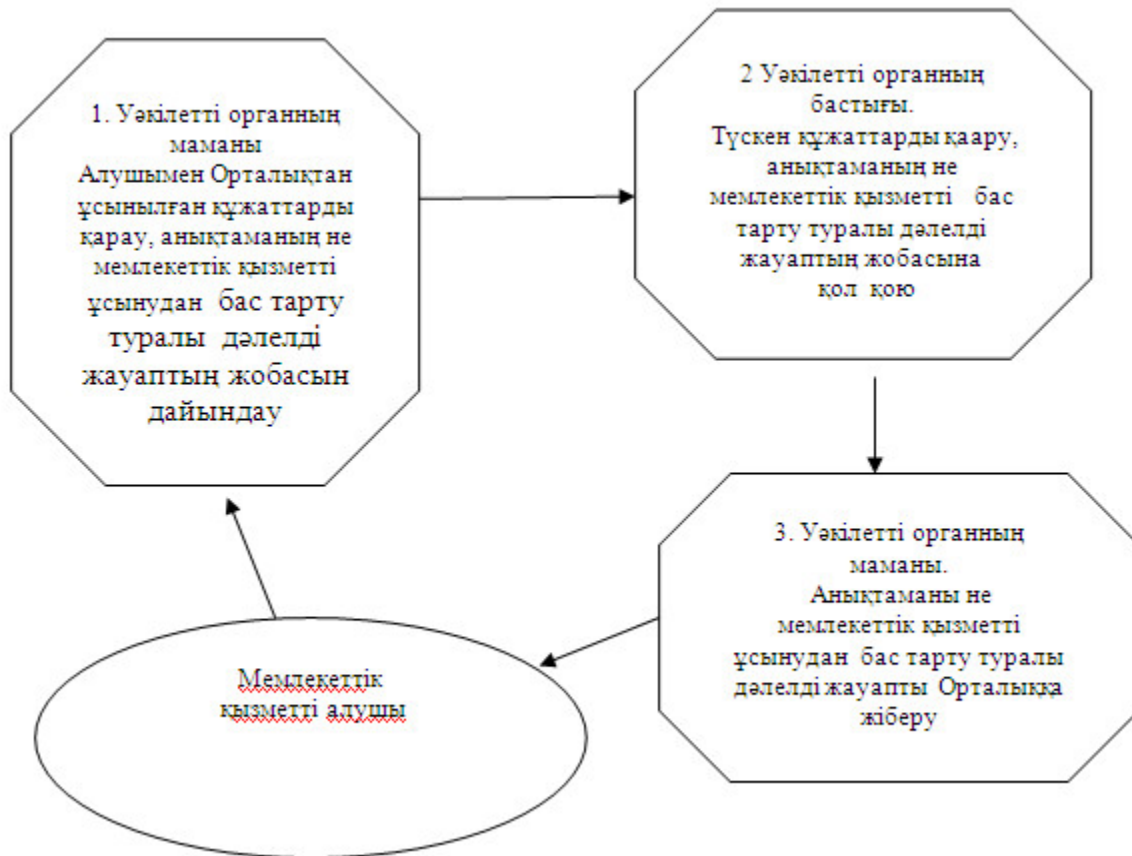 1. Уәкілетті органның
маманы
Алушымен Орталықтан
ұсынылған құжаттарды
қарау, анықтаманың не
мемлекеттік қызметті
ұсынудан бас тарту
туралы дәлелді
жауаптың жобасын
дайындау
2 Уәкілетті органның
бастығы.
Түскен құжаттарды қаару,
анықтаманың не
мемлекеттік қызметті бас
тарту туралы дәлелді
жауаптың жобасына
қол қою
3. Уәкілетті органның
маманы.
Анықтаманы не
мемлекеттік қызметті
ұсынудан бас тарту туралы
дәлелді жауапты Орталыққа
жіберу
Мемлекеттік
қызметті алушы